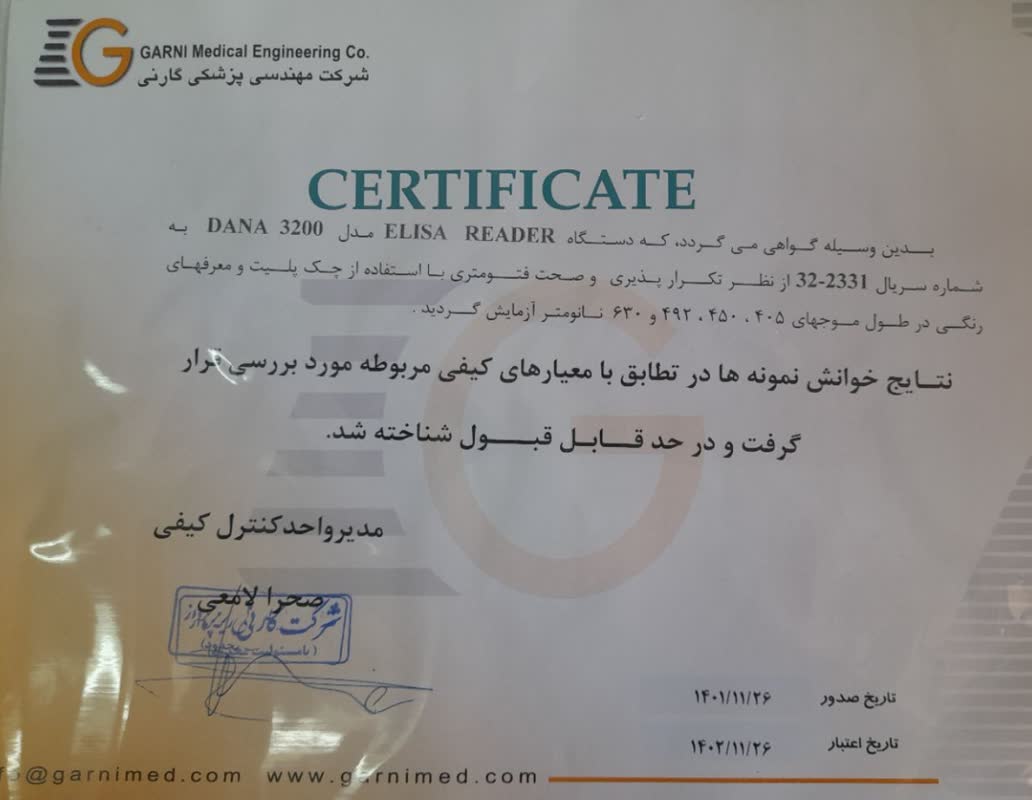 GARNI Medical Engineering Co.
شرکت مهندسی پزشکی گارنی
CERTIFICATE
بدین وسیله گواهی می گردد، که دستگاه ELISA READER مدل DANA 3200 به
شماره سریال 32-2331 از نظر تکرار پذیری و صحت فتومتری با استفاده از چک پلیت و معرفهای
رنگی در طول موجهای ۴۰۵ ، ۴۵۰ ، ۴۹۲ و ۶۳۰ نانومتر آزمایش گردید .
نتایج خوانش نمونه ها در تطابق با معیارهای کیفی مربوطه مورد بررسی قرار
گرفت و در حد قابل قبول شناخته شد.
مدیرواحدکنترل کیفی
صحرا لامعی
شرکت
تاریخ صدور ۱۴۰۱/۱۱/۲۶
تاریخ اعتبار ۱۴۰۲/۱۱/۲۶
@garnimed.com www.garnimed.com